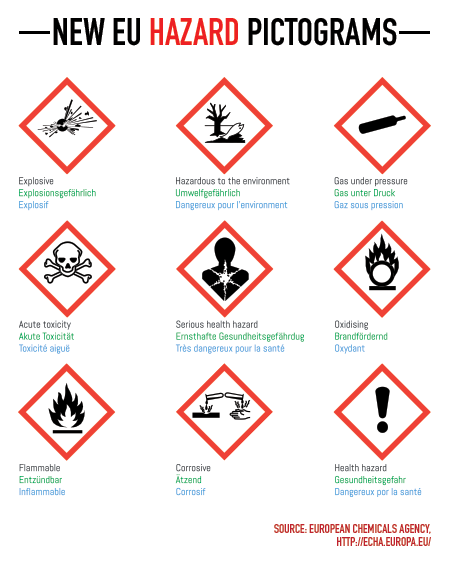 NEW EU HAZARD PICTOGRAMS
Explosive
Explosionsgefährlich
Explosif
Hazardous to the environment
Umwelfgefährlich
Dangereux pour l'environment
Gas under pressure
Gas unter Druck
Gaz sous pression
Acute toxicity
Akute Toxicität
Toxicité aiguë
Serious health hazard
Ernsthafte Gesundheitsgefährdug
Très dangereux pour la santé
Oxidising
Brandfördernd
Oxydant
Flammable
Entzündbar
Inflammable
Corrosive
Ätzend
Corrosif
Health hazard
Gesundheitsgefahr
Dangereux por la santé
SOURCE: EUROPEAN CHEMICALS AGENCY,
HTTP://ECHA.EUROPA.EU/